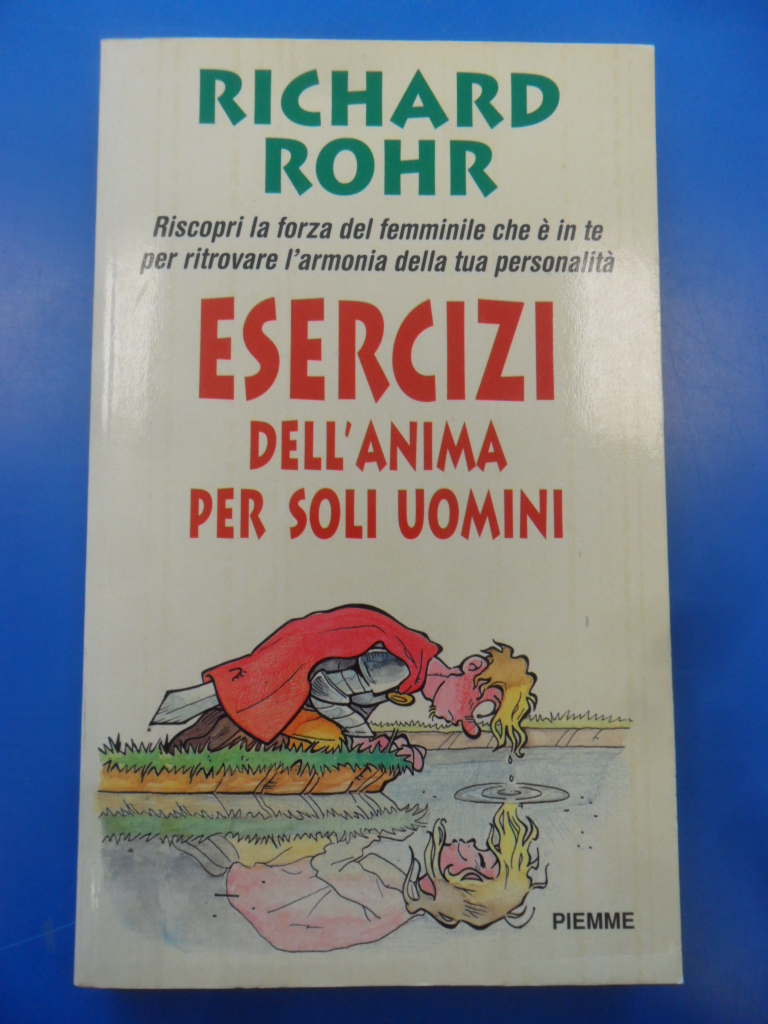 RICHARD
ROHR
Riscopri la forza del femminile che è in te
per ritrovare l'armonia della tua personalità
ESERCIZI
DELL'ANIMA
PER SOLI UOMINI
PIEMME